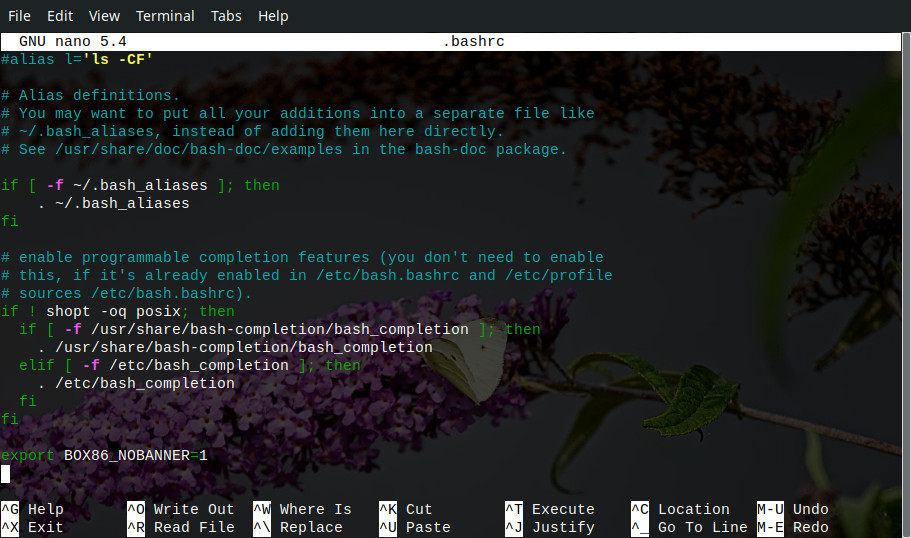 File Edit View Terminal Tabs Help
GNU nano 5.4 .bashrc
#alias l='ls -CF'
# Alias definitions.
# You may want to put all your additions into a separate file like
# ~/.bash_aliases, instead of adding them here directly.
# See /usr/share/doc/bash-doc/examples in the bash-doc package.
if [ -f ~/.bash_aliases ]; then
    . ~/.bash_aliases
fi
# enable programmable completion features (you don't need to enable
# this, if it's already enabled in /etc/bash.bashrc and /etc/profile
# sources /etc/bash.bashrc).
if ! shopt -oq posix; then
  if [ -f /usr/share/bash-completion/bash_completion ]; then
    . /usr/share/bash-completion/bash_completion
  elif [ -f /etc/bash_completion ]; then
    . /etc/bash_completion
  fi
fi
export BOX86_NOBANNER=1
^G Help ^O Write Out ^W Where Is ^K Cut ^T Execute ^C Location M-U Undo
^X Exit ^R Read File ^\ Replace ^U Paste ^J Justify ^_ Go To Line M-E Redo